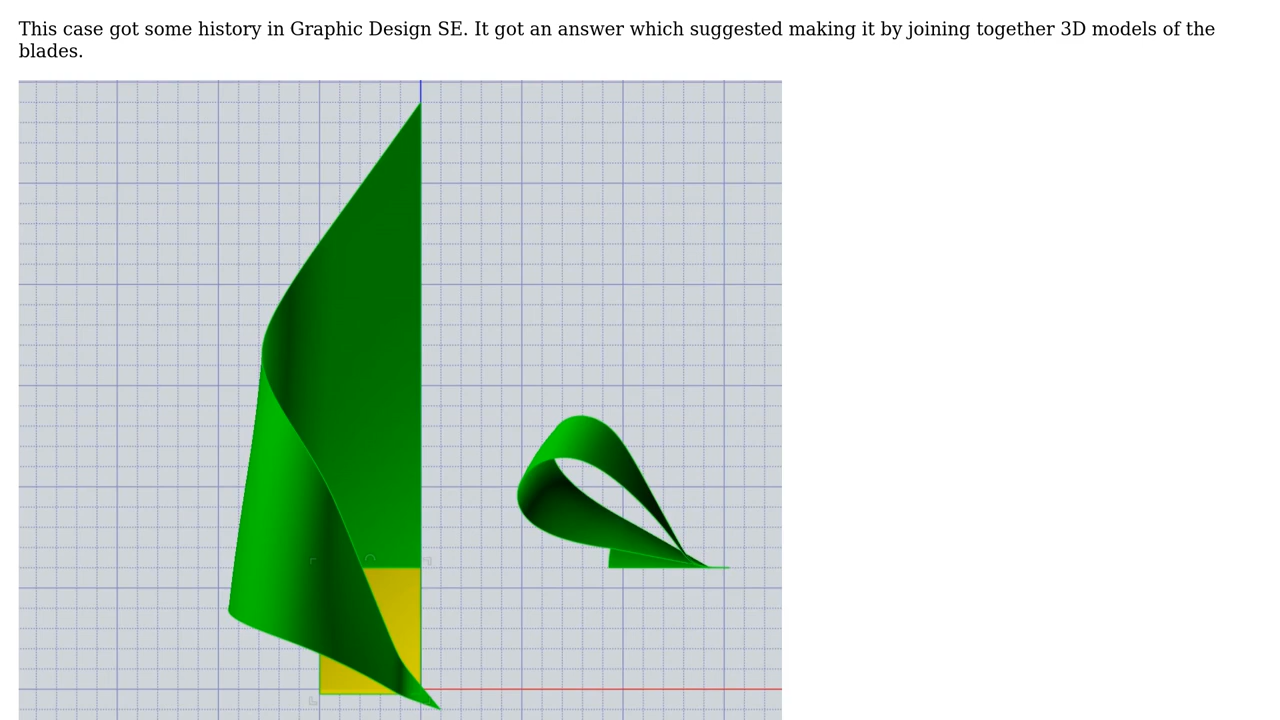 This case got some history in Graphic Design SE. It got an answer which suggested making it by joining together 3D models of the
blades.